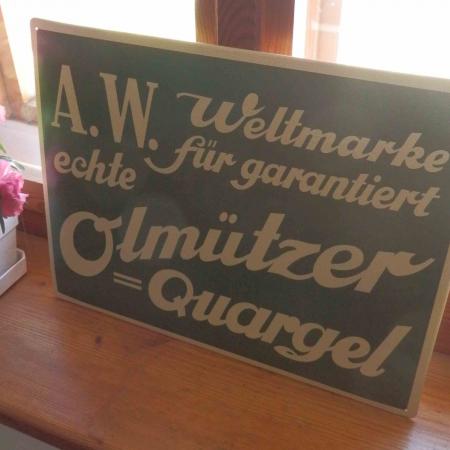 A.W. Weltmarke
für garantiert
echte
Olmützer
=Quargel